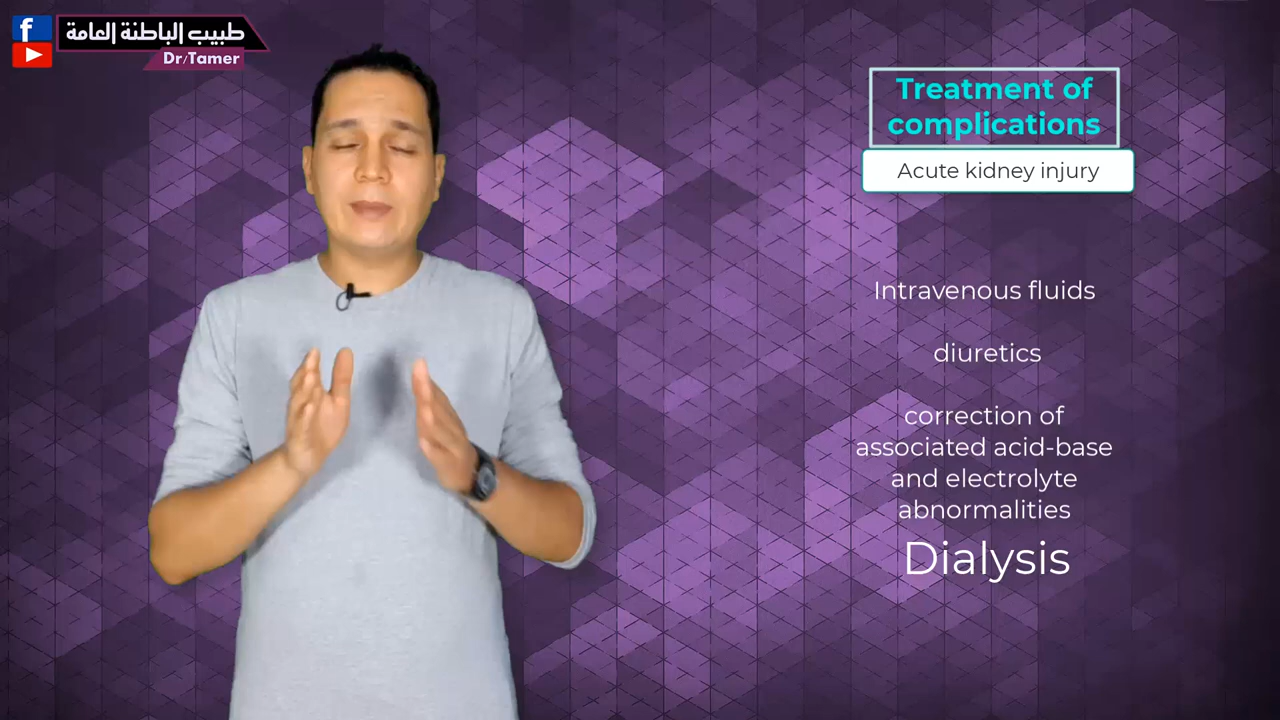 f
طبيب الباطنة العامة
Dr/Tamer
Treatment of
complications
Acute kidney injury
Intravenous fluids
diuretics
correction of
associated acid-base
and electrolyte
abnormalities
Dialysis